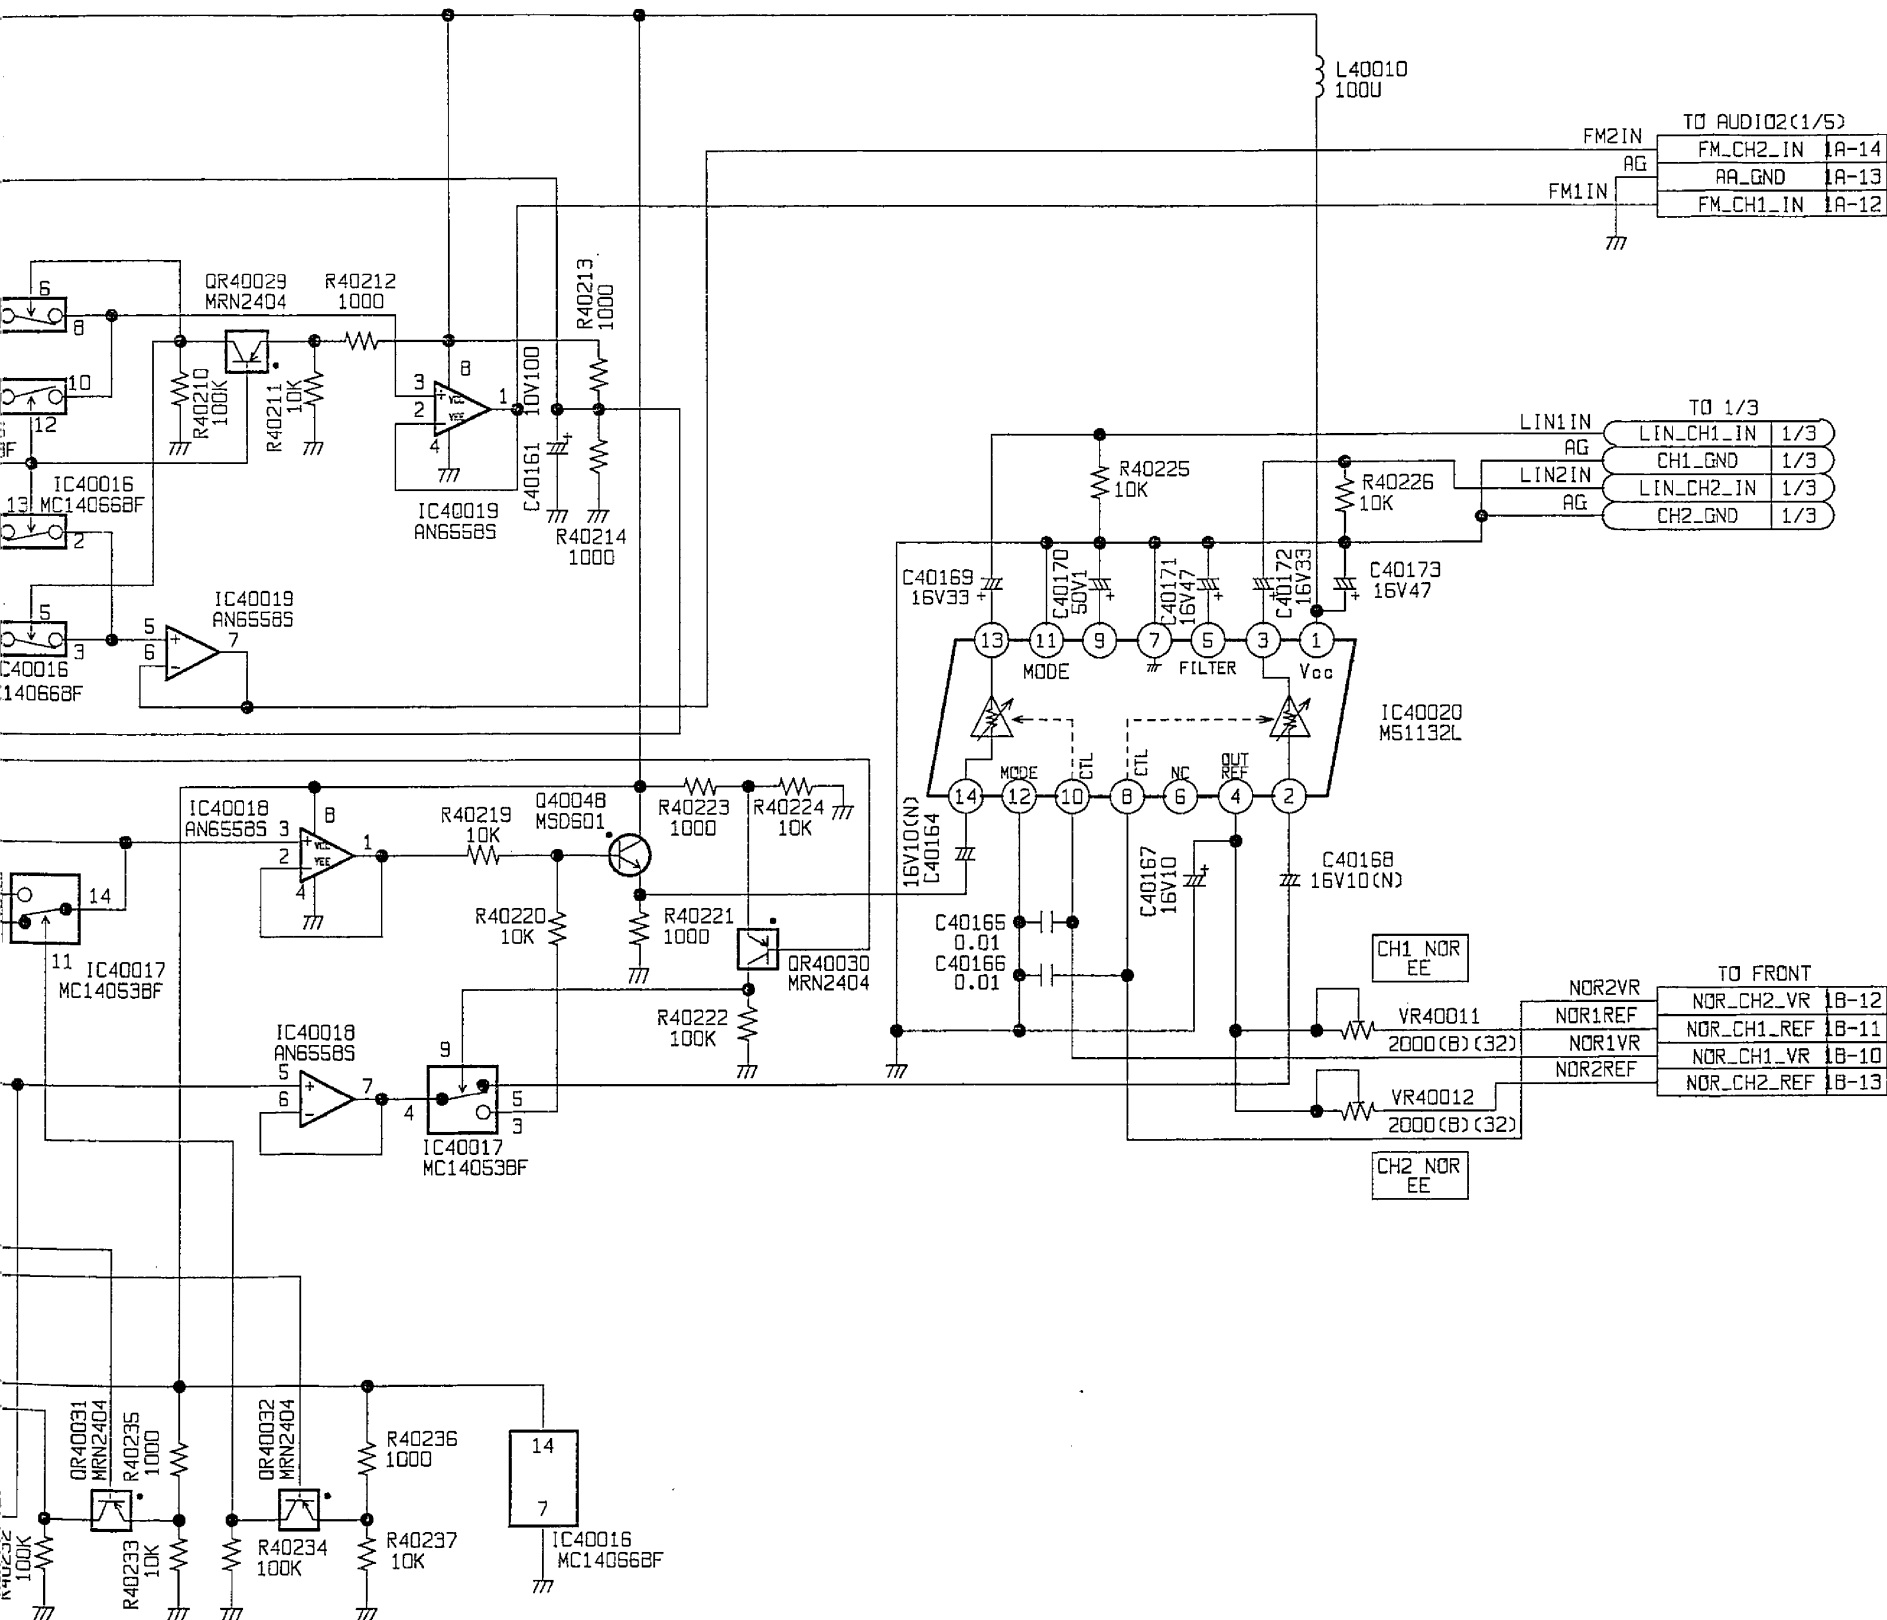 L40010
100U
TO AUDIO2(1/5)
FM2IN
FM_CH2_IN 1A-14
AG
AA_GND 1A-13
FM1IN
FM_CH1_IN 1A-12
6
8
QR40029
MRN2404
R40212
1000
R40213
1000
10
12
R40210
100K
R40211
10K
8
3
2
4
1
VCC
VEE
10V100
C40161
IC40019
AN6558S
R40214
1000
IC40016
MC14066BF
13
2
5
3
IC40016
14066BF
IC40019
AN6558S
5
6
7
TO 1/3
LIN1IN
LIN_CH1_IN 1/3
AG
CH1_GND 1/3
LIN2IN
LIN_CH2_IN 1/3
AG
CH2_GND 1/3
R40225
10K
R40226
10K
C40169
16V33
C40170
50V1
C40171
16V47
C40172
16V33
C40173
16V47
13
11
9
7
5
3
1
MODE
FILTER
Vcc
IC40020
M51132L
MODE
CTL
CTL
NC
OUT
REF
14
12
10
8
6
4
2
16V10(N)
C40164
C40167
16V10
C40168
16V10(N)
C40165
0.01
C40166
0.01
IC40018
AN6558S
8
3
2
4
1
VCC
VEE
R40219
10K
Q40048
MSD601
R40223
1000
R40224
10K
R40220
10K
R40221
1000
QR40030
MRN2404
R40222
100K
14
11
IC40017
MC14053BF
IC40018
AN6558S
5
6
7
9
4
5
3
IC40017
MC14053BF
CH1 NOR
EE
TO FRONT
NOR2VR
NOR_CH2_VR 1B-12
NOR1REF
NOR_CH1_REF 1B-11
NOR1VR
NOR_CH1_VR 1B-10
NOR2REF
NOR_CH2_REF 1B-13
VR40011
2000(B)(32)
VR40012
2000(B)(32)
CH2 NOR
EE
QR40031
MRN2404
R40235
1000
QR40032
MRN2404
R40236
1000
14
7
IC40016
MC14066BF
100K
R40233
10K
R40234
100K
R40237
10K